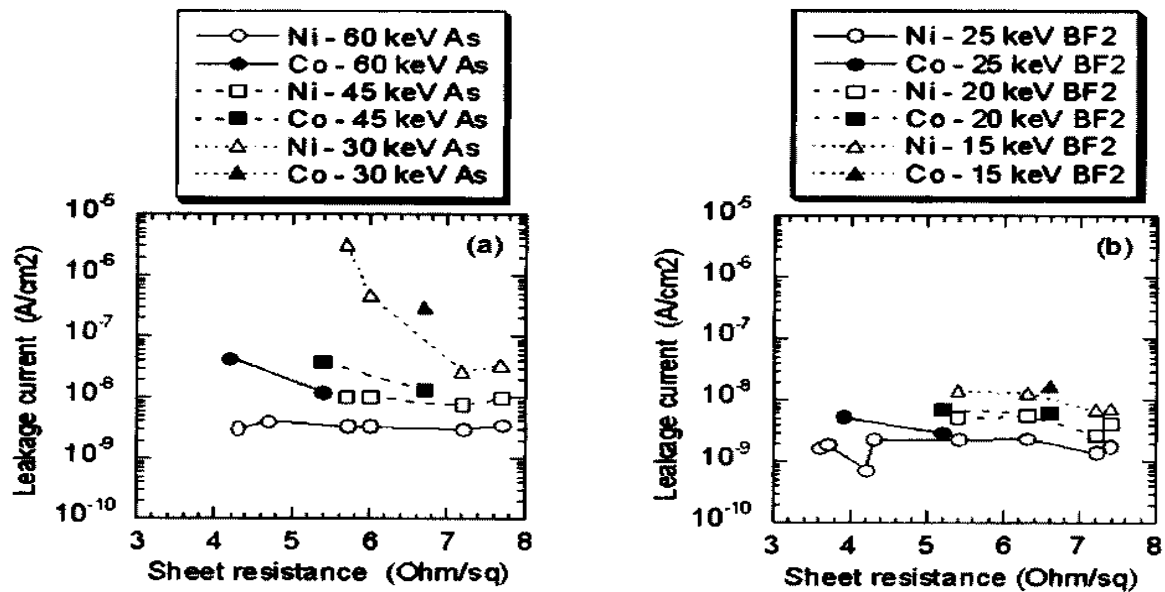 Ni - 60 keV As
Co - 60 keV As
Ni - 45 keV As
Co - 45 keV As
Ni - 30 keV As
Co - 30 keV As
10-5
10-6
10-7
10-8
10-9
10-10
Leakage current (A/cm2)
(a)
3 4 5 6 7 8
Sheet resistance (Ohm/sq)
Ni - 25 keV BF2
Co - 25 keV BF2
Ni - 20 keV BF2
Co - 20 keV BF2
Ni - 15 keV BF2
Co - 15 keV BF2
10-5
10-6
10-7
10-8
10-9
10-10
Leakage current (A/cm2)
(b)
3 4 5 6 7 8
Sheet resistance (Ohm/sq)